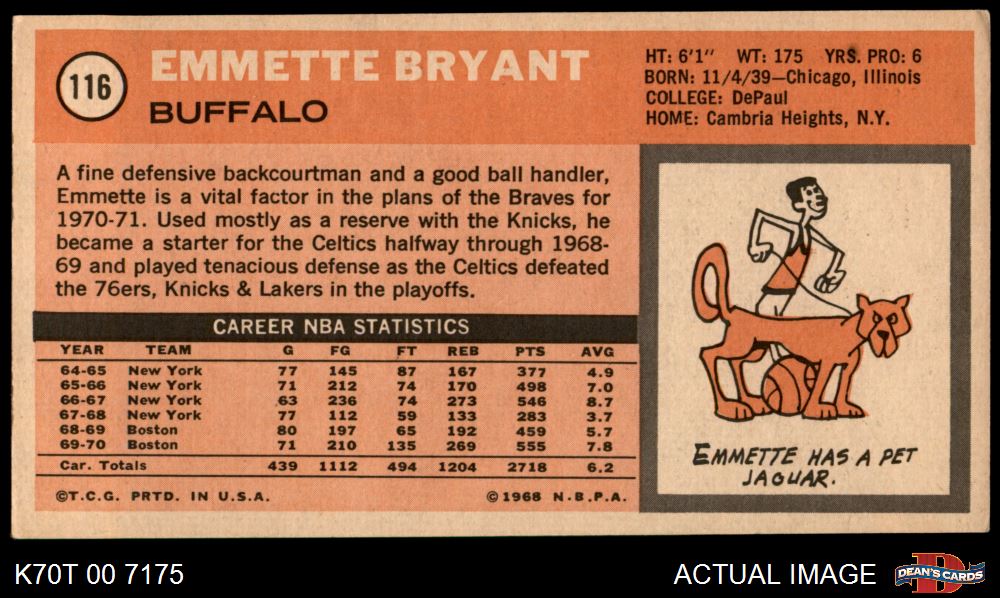 116
EMMETTE BRYANT
BUFFALO
HT: 6'1" WT: 175 YRS. PRO: 6
BORN: 11/4/39—Chicago, Illinois
COLLEGE: DePaul
HOME: Cambria Heights, N.Y.
A fine defensive backcourtman and a good ball handler,
Emmette is a vital factor in the plans of the Braves for
1970-71. Used mostly as a reserve with the Knicks, he
became a starter for the Celtics halfway through 1968-
69 and played tenacious defense as the Celtics defeated
the 76ers, Knicks & Lakers in the playoffs.
CAREER NBA STATISTICS
YEAR TEAM G FG FT REB PTS AVG
64-65 New York 77 145 87 167 377 4.9
65-66 New York 71 212 74 170 498 7.0
66-67 New York 63 236 74 273 546 8.7
67-68 New York 77 112 59 133 283 3.7
68-69 Boston 80 197 65 192 459 5.7
69-70 Boston 71 210 135 269 555 7.8
Car. Totals 439 1112 494 1204 2718 6.2
©T.C.G. PRTD. IN U.S.A. ©1968 N.B.P.A.
EMMETTE HAS A PET
JAGUAR.
K70T 00 7175
ACTUAL IMAGE
DEAN'S CARDS